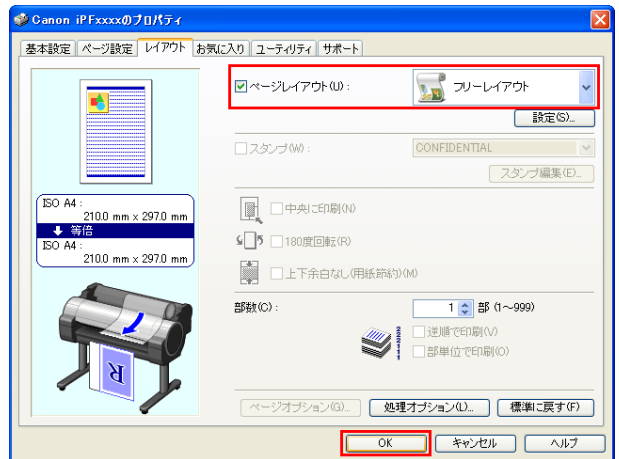 Canon iPFxxxxのプロパティ
基本設定 ページ設定 レイアウト お気に入り ユーティリティ サポート
ページレイアウト(U) : フリーレイアウト
設定(S)...
スタンプ(W) : CONFIDENTIAL
スタンプ編集(E)...
ISO A4 :
210.0 mm x 297.0 mm
等倍
ISO A4 :
210.0 mm x 297.0 mm
中央に印刷(N)
180度回転(R)
上下余白なし(用紙節約)(M)
部数(C) : 1 部 (1～999)
逆順で印刷(V)
部単位で印刷(O)
2
2
2
1
1
1
R
ページオプション(G)... 処理オプション(L)... 標準に戻す(F)
OK キャンセル ヘルプ